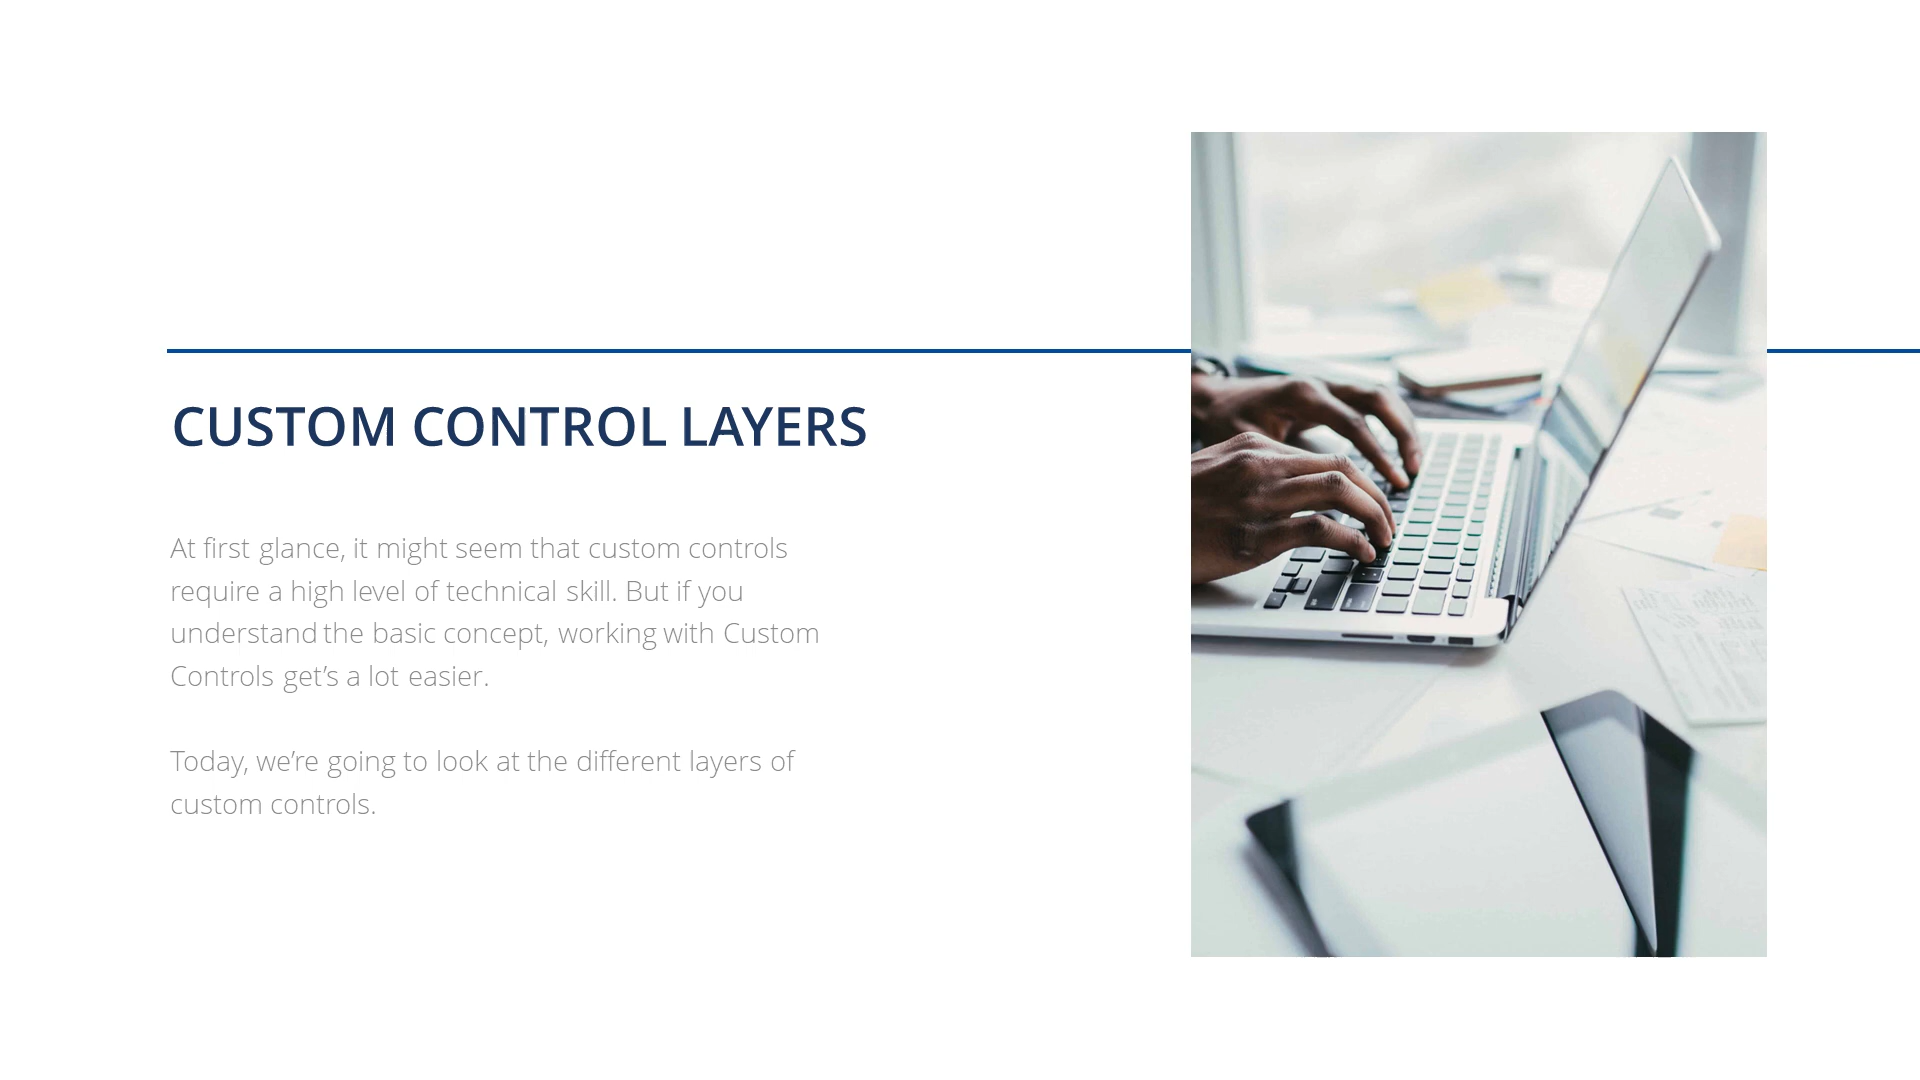 CUSTOM CONTROL LAYERS
At first glance, it might seem that custom controls
require a high level of technical skill. But if you
understand the basic concept, working with Custom
Controls get’s a lot easier.
Today, we’re going to look at the different layers of
custom controls.